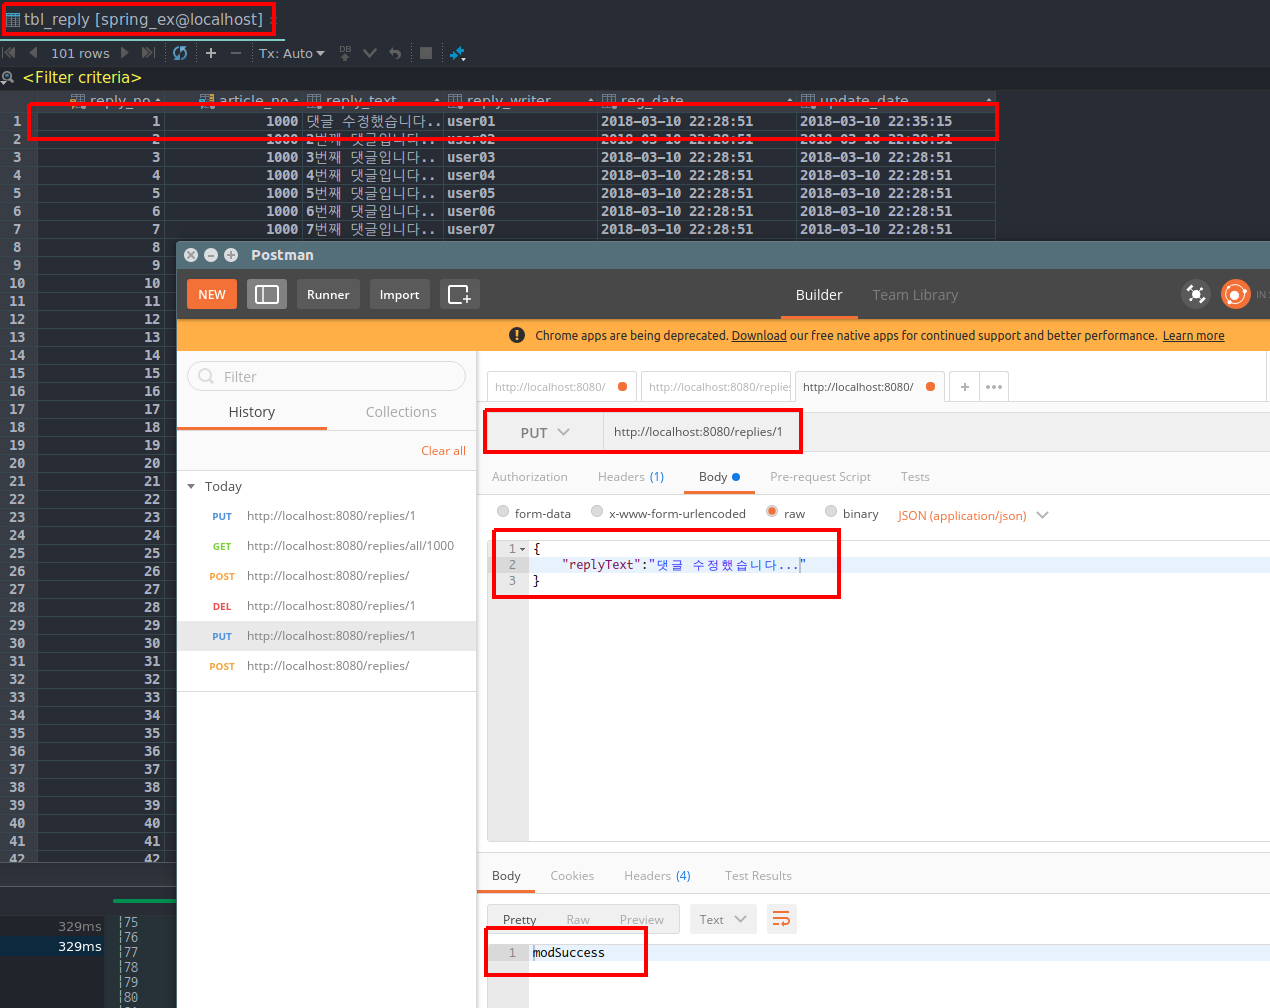 tbl_reply [spring_ex@localhost]
101 rows Tx: Auto DB
<Filter criteria>
reply_no article_no reply_text reply_writer reg_date update_date
1 1 1000 댓글 수정했습니다.. user01 2018-03-10 22:28:51 2018-03-10 22:35:15
2 2 1000 2번째 댓글입니다.. user02 2018-03-10 22:28:51 2018-03-10 22:28:51
3 3 1000 3번째 댓글입니다.. user03 2018-03-10 22:28:51 2018-03-10 22:28:51
4 4 1000 4번째 댓글입니다.. user04 2018-03-10 22:28:51 2018-03-10 22:28:51
5 5 1000 5번째 댓글입니다.. user05 2018-03-10 22:28:51 2018-03-10 22:28:51
6 6 1000 6번째 댓글입니다.. user06 2018-03-10 22:28:51 2018-03-10 22:28:51
7 7 1000 7번째 댓글입니다.. user07 2018-03-10 22:28:51 2018-03-10 22:28:51
8 8
9 9
10 10
11 11
12 12
13 13
14 14
15 15
16 16
17 17
18 18
19 19
20 20
21 21
22 22
23 23
24 24
25 25
26 26
27 27
28 28
29 29
30 30
31 31
32 32
33 33
34 34
35 35
36 36
37 37
38 38
39 39
40 40
41 41
42 42
329ms
329ms
75
76
77
78
79
80
Postman
NEW Runner Import Builder Team Library IN
Chrome apps are being deprecated. Download our free native apps for continued support and better performance. Learn more
Filter
History Collections
Clear all
Today
PUT http://localhost:8080/replies/1
GET http://localhost:8080/replies/all/1000
POST http://localhost:8080/replies/
DEL http://localhost:8080/replies/1
PUT http://localhost:8080/replies/1
POST http://localhost:8080/replies/
http://localhost:8080/ http://localhost:8080/replies http://localhost:8080/ + •••
PUT http://localhost:8080/replies/1
Authorization Headers (1) Body Pre-request Script Tests
form-data x-www-form-urlencoded raw binary JSON (application/json)
1 {
2 "replyText":"댓글 수정했습니다..."
3 }
Body Cookies Headers (4) Test Results
Pretty Raw Preview Text
1 modSuccess